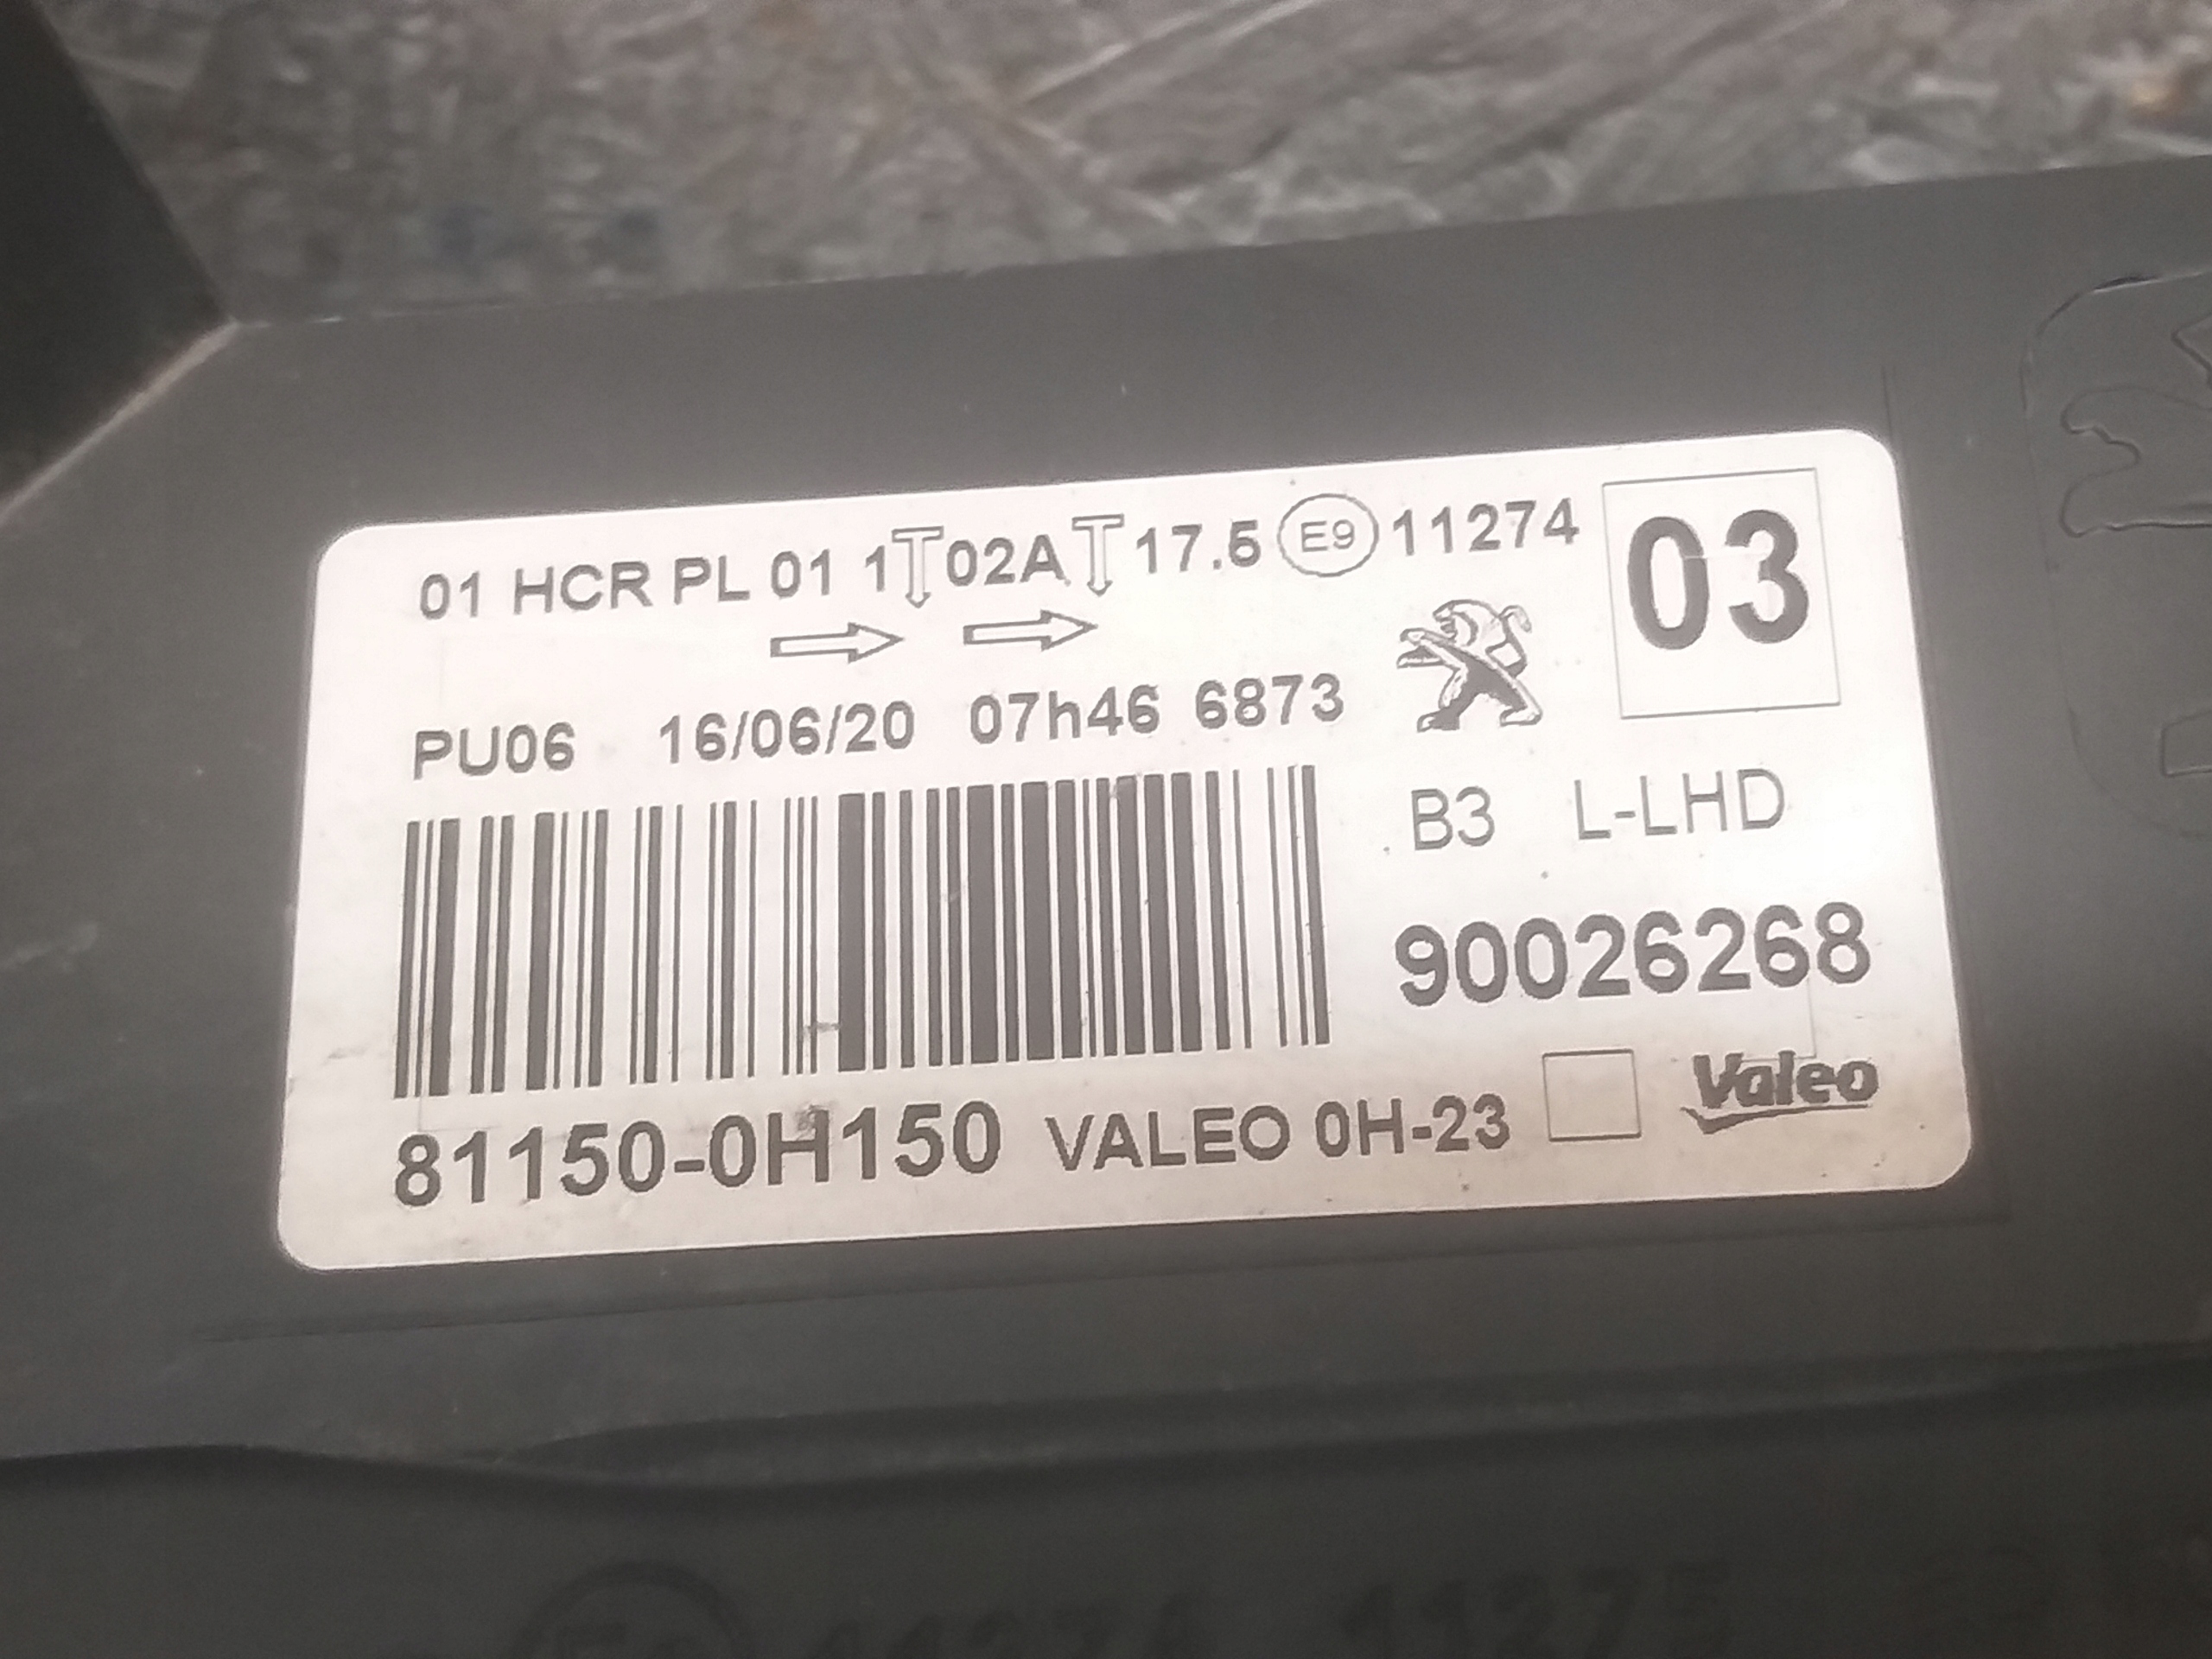 01 HCR PL 01 1 02A 17.5 E9 11274
03
PU06 16/06/20 07h46 6873
B3 L-LHD
90026268
81150-0H150 VALEO 0H-23 Valeo
11275